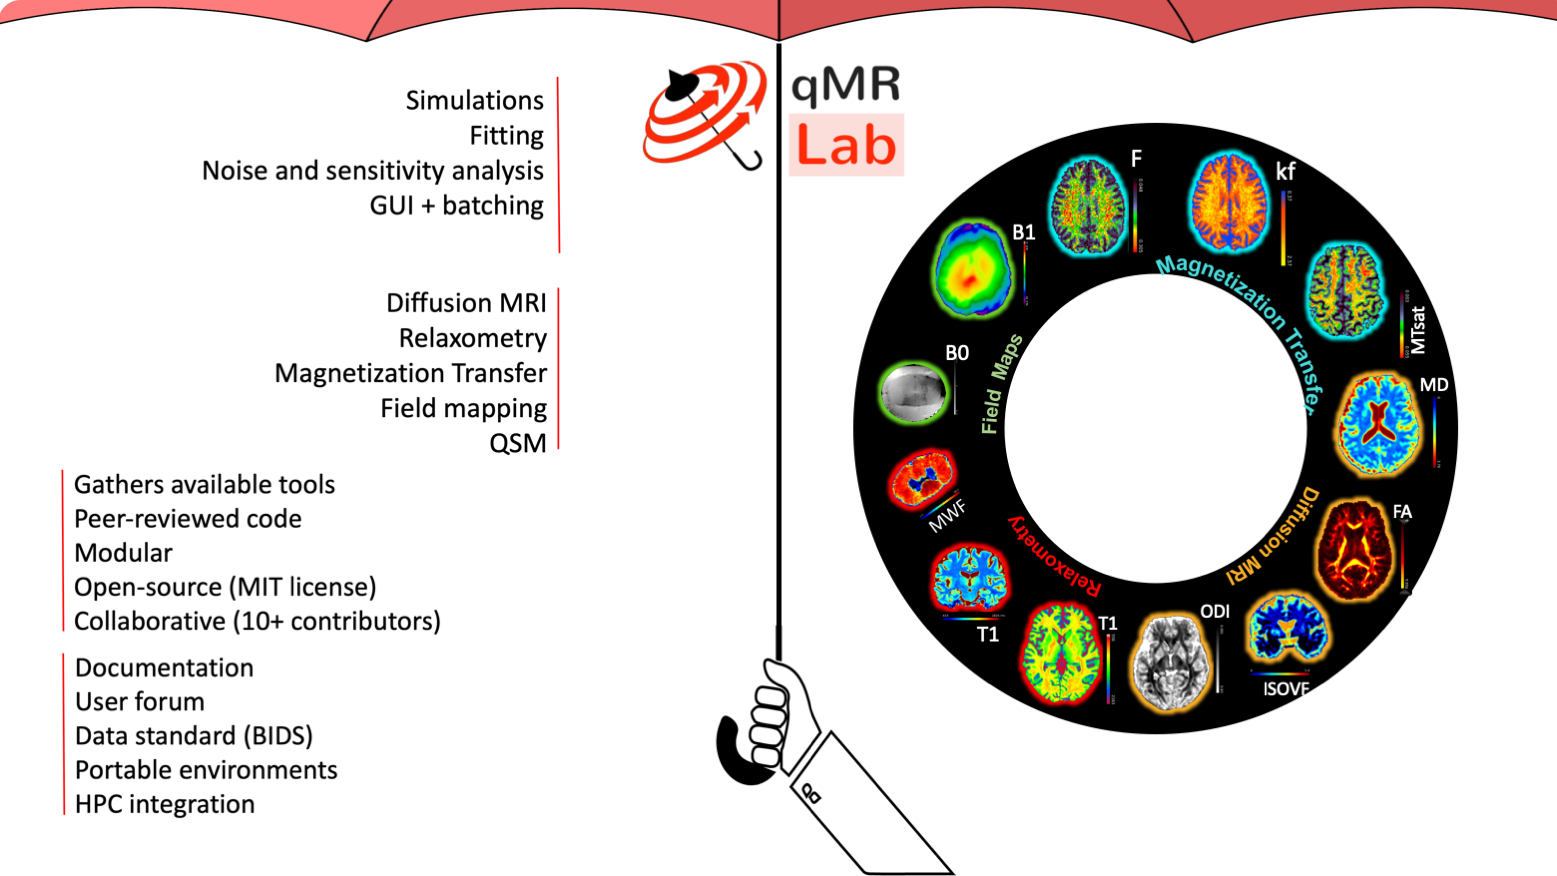 qMR
Lab
Simulations
Fitting
Noise and sensitivity analysis
GUI + batching
Diffusion MRI
Relaxometry
Magnetization Transfer
Field mapping
QSM
Gathers available tools
Peer-reviewed code
Modular
Open-source (MIT license)
Collaborative (10+ contributors)
Documentation
User forum
Data standard (BIDS)
Portable environments
HPC integration
F
kf
B1
MTsat
B0
MD
MWF
FA
T1
T1
ODI
ISOVF
Magnetization Transfer
Field Maps
Diffusion MRI
Relaxometry